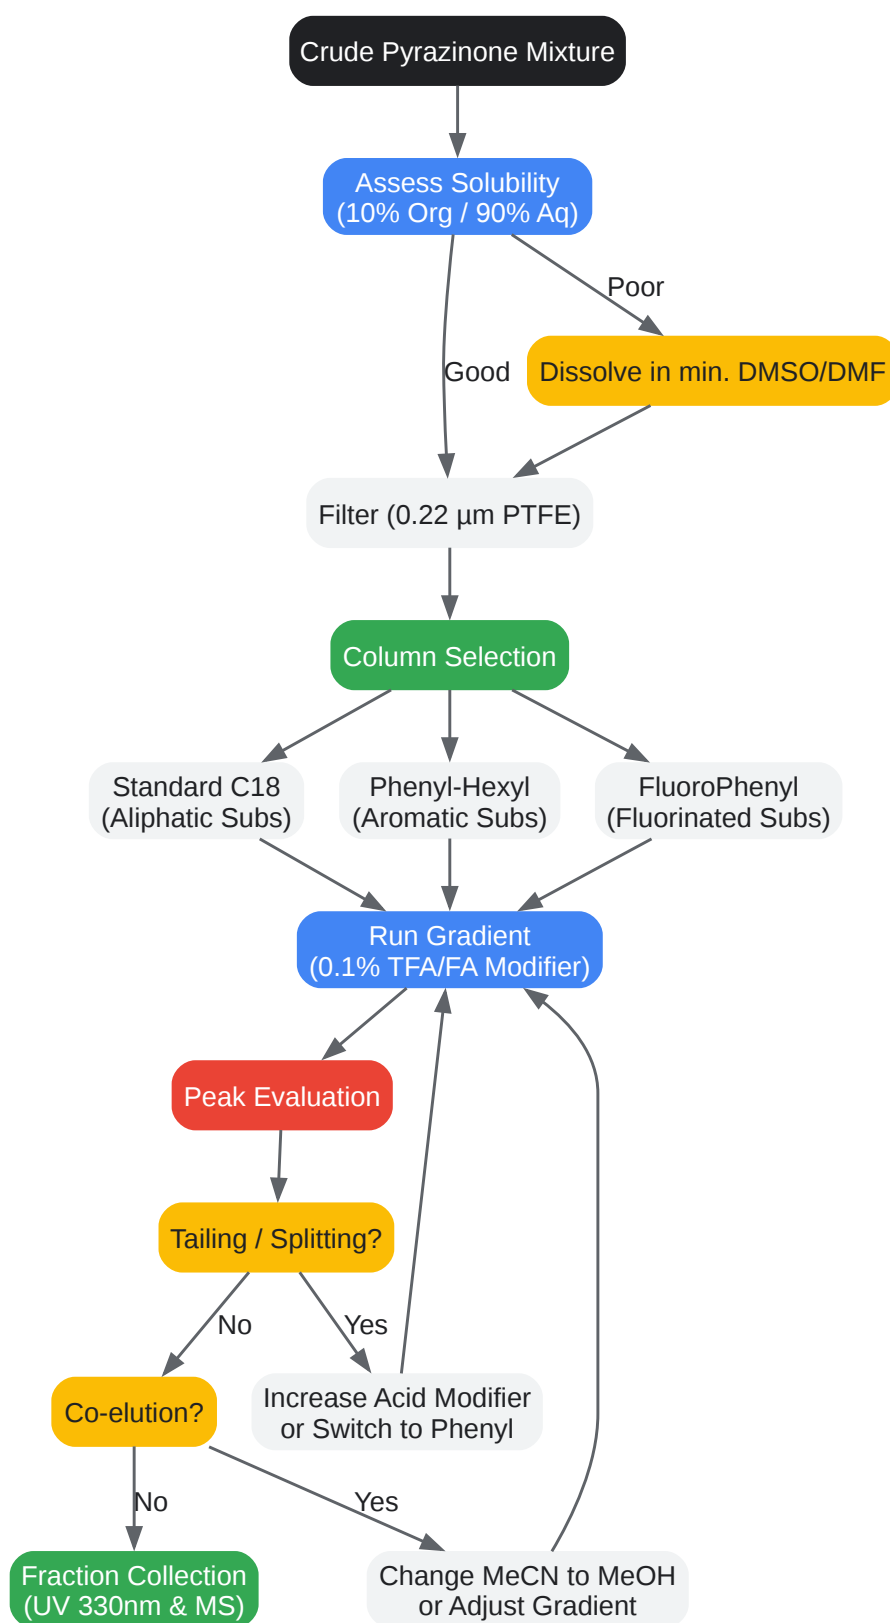 Crude Pyrazinone Mixture
Assess Solubility
(10% Org / 90% Aq)
Poor
Good
Dissolve in min. DMSO/DMF
Filter (0.22 µm PTFE)
Column Selection
Standard C18
(Aliphatic Subs)
Phenyl-Hexyl
(Aromatic Subs)
FluoroPhenyl
(Fluorinated Subs)
Run Gradient
(0.1% TFA/FA Modifier)
Peak Evaluation
Tailing / Splitting?
No
Yes
Co-elution?
Increase Acid Modifier
or Switch to Phenyl
No
Yes
Fraction Collection
(UV 330nm & MS)
Change MeCN to MeOH
or Adjust Gradient